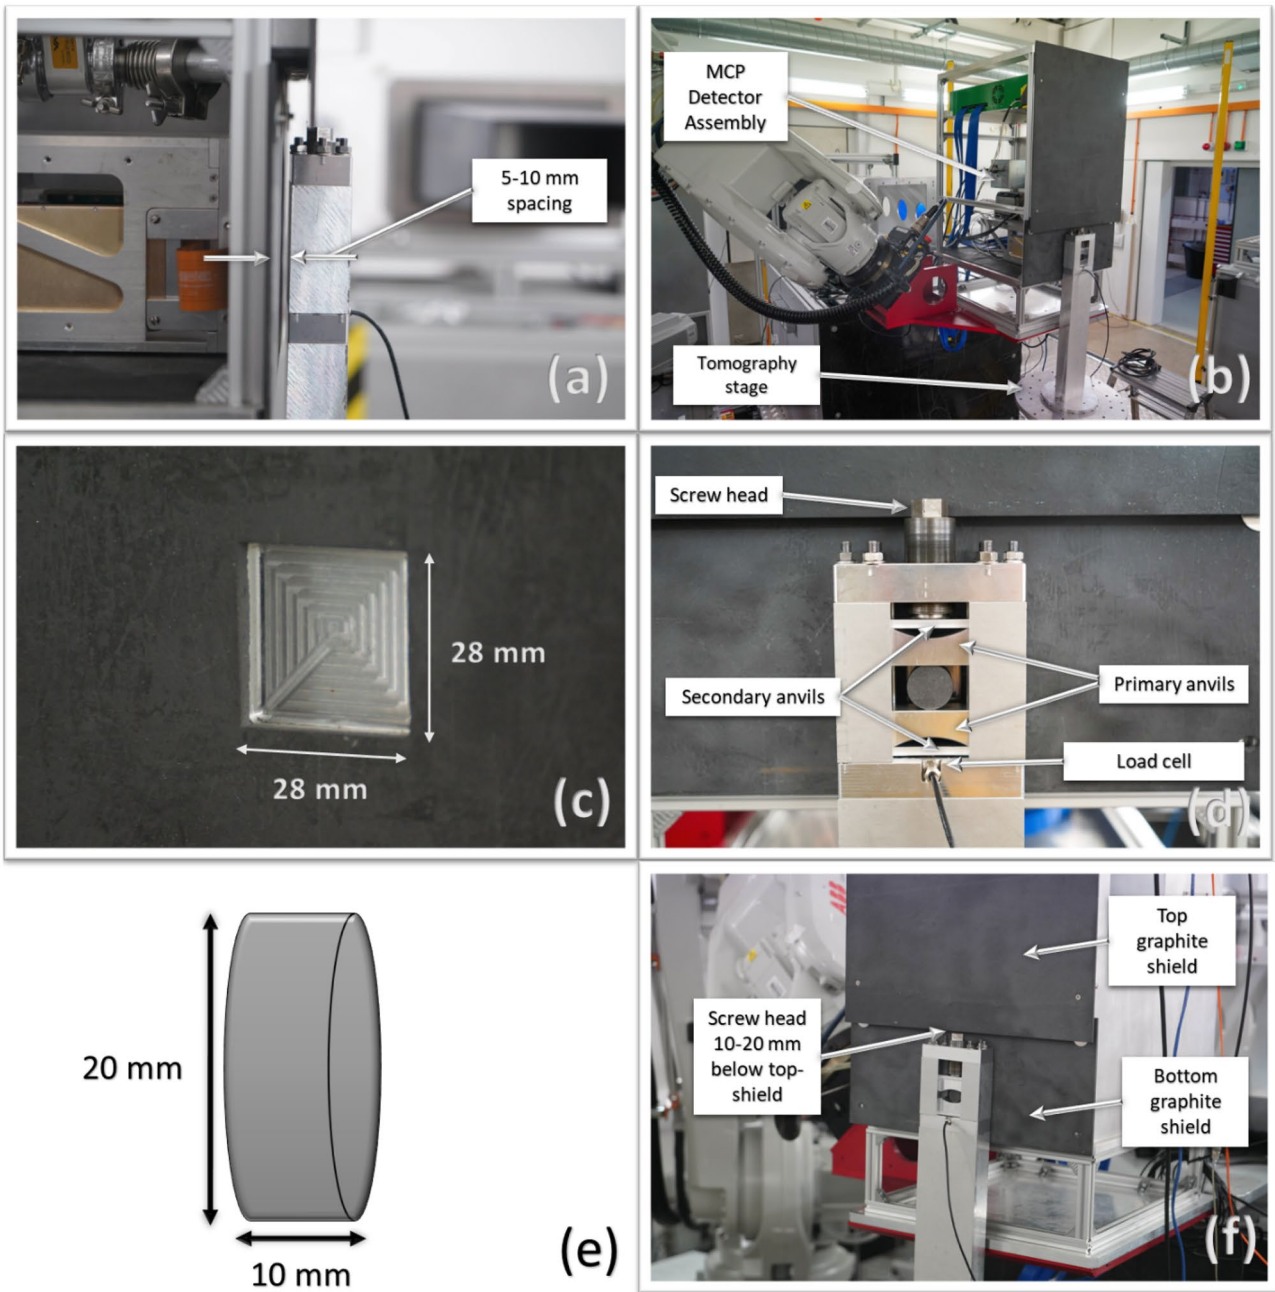 5-10 mm
spacing
(a)
MCP
Detector
Assembly
Tomography
stage
(b)
28 mm
28 mm
(c)
Screw head
Secondary anvils
Primary anvils
Load cell
(d)
20 mm
10 mm
(e)
Top
graphite
shield
Screw head
10-20 mm
below top-
shield
Bottom
graphite
shield
(f)